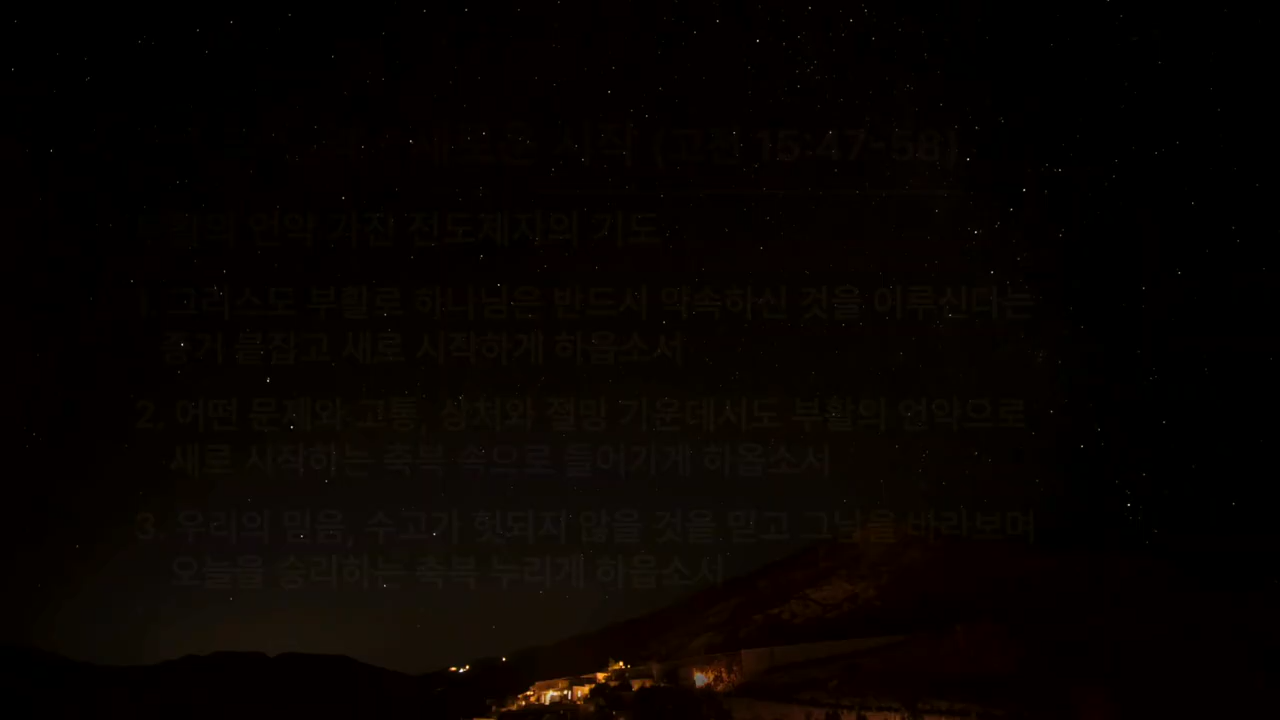 새로운 시작 (고전 15:47-58)
언약 가진 전도제자의 기도
1. 그리스도 부활로 하나님은 반드시 약속하신 것을 이루신다는
증거 붙잡고 새로 시작하게 하옵소서
2. 어떤 문제와 고통, 상처와 절망 가운데서도 부활의 언약으로
새로 시작하는 축복 속으로 들어가게 하옵소서
3. 우리의 믿음, 수고가 헛되지 않을 것을 믿고 그날을 바라보며
오늘을 승리하는 축복 누리게 하옵소서